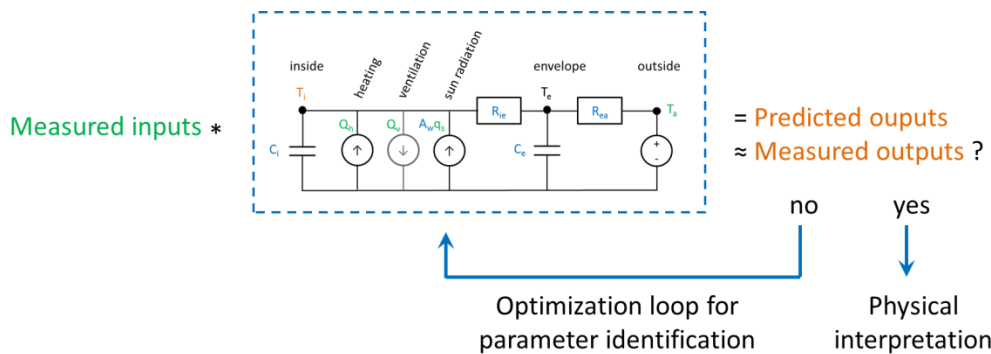 inside
heating
ventilation
sun radiation
envelope
outside
Ti
Te
Ta
Rie
Rea
Measured inputs *
Qh
Qv
Awqs
Ci
Ce
+
-
= Predicted ouputs
≈ Measured outputs ?
no
yes
Optimization loop for
parameter identification
Physical
interpretation